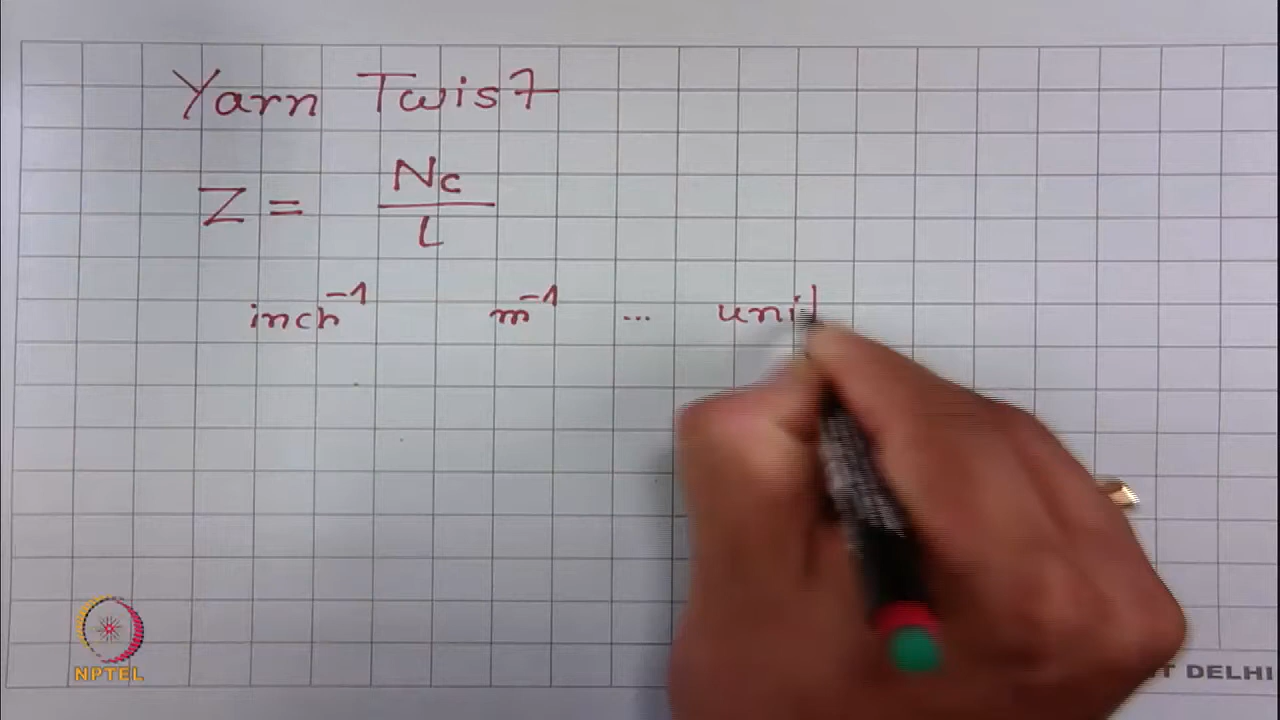 Yarn Twist
Z = Nc / L
inch⁻¹ m⁻¹ ... unit
NPTEL
T DELHI